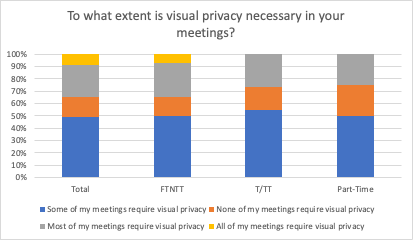 To what extent is visual privacy necessary in your
meetings?
100%
90%
80%
70%
60%
50%
40%
30%
20%
10%
0%
Total FTNTT T/TT Part-Time
Some of my meetings require visual privacy None of my meetings require visual privacy
Most of my meetings require visual privacy All of my meetings require visual privacy